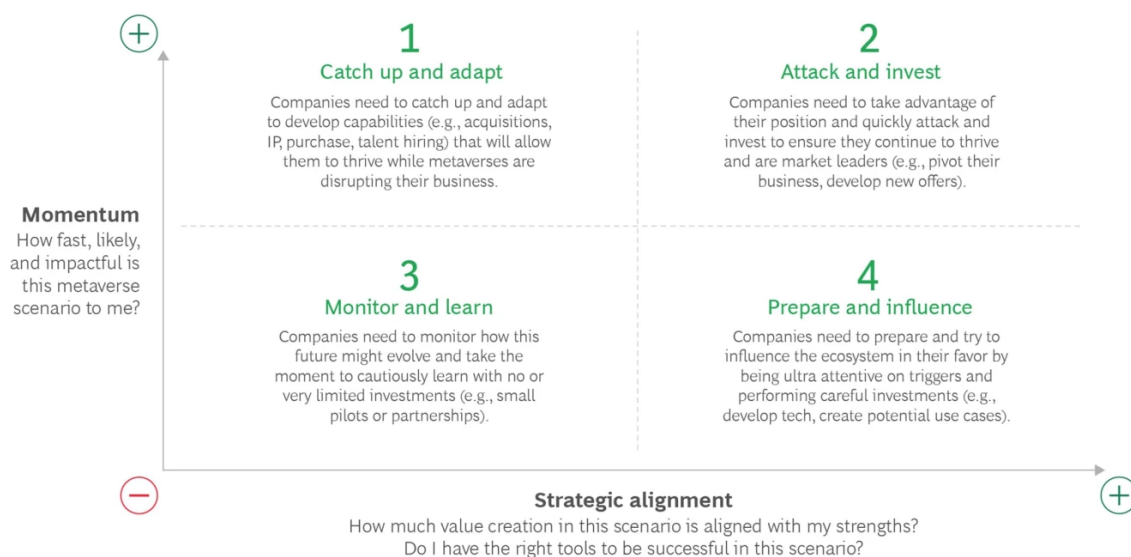 1
Catch up and adapt
Companies need to catch up and adapt
to develop capabilities (e.g., acquisitions,
IP, purchase, talent hiring) that will allow
them to thrive while metaverses are
disrupting their business.
2
Attack and invest
Companies need to take advantage of
their position and quickly attack and
invest to ensure they continue to thrive
and are market leaders (e.g., pivot their
business, develop new offers).
Momentum
How fast, likely,
and impactful is
this metaverse
scenario to me?
3
Monitor and learn
Companies need to monitor how this
future might evolve and take the
moment to cautiously learn with no or
very limited investments (e.g., small
pilots or partnerships).
4
Prepare and influence
Companies need to prepare and try to
influence the ecosystem in their favor by
being ultra attentive on triggers and
performing careful investments (e.g.,
develop tech, create potential use cases).
Strategic alignment
How much value creation in this scenario is aligned with my strengths?
Do I have the right tools to be successful in this scenario?